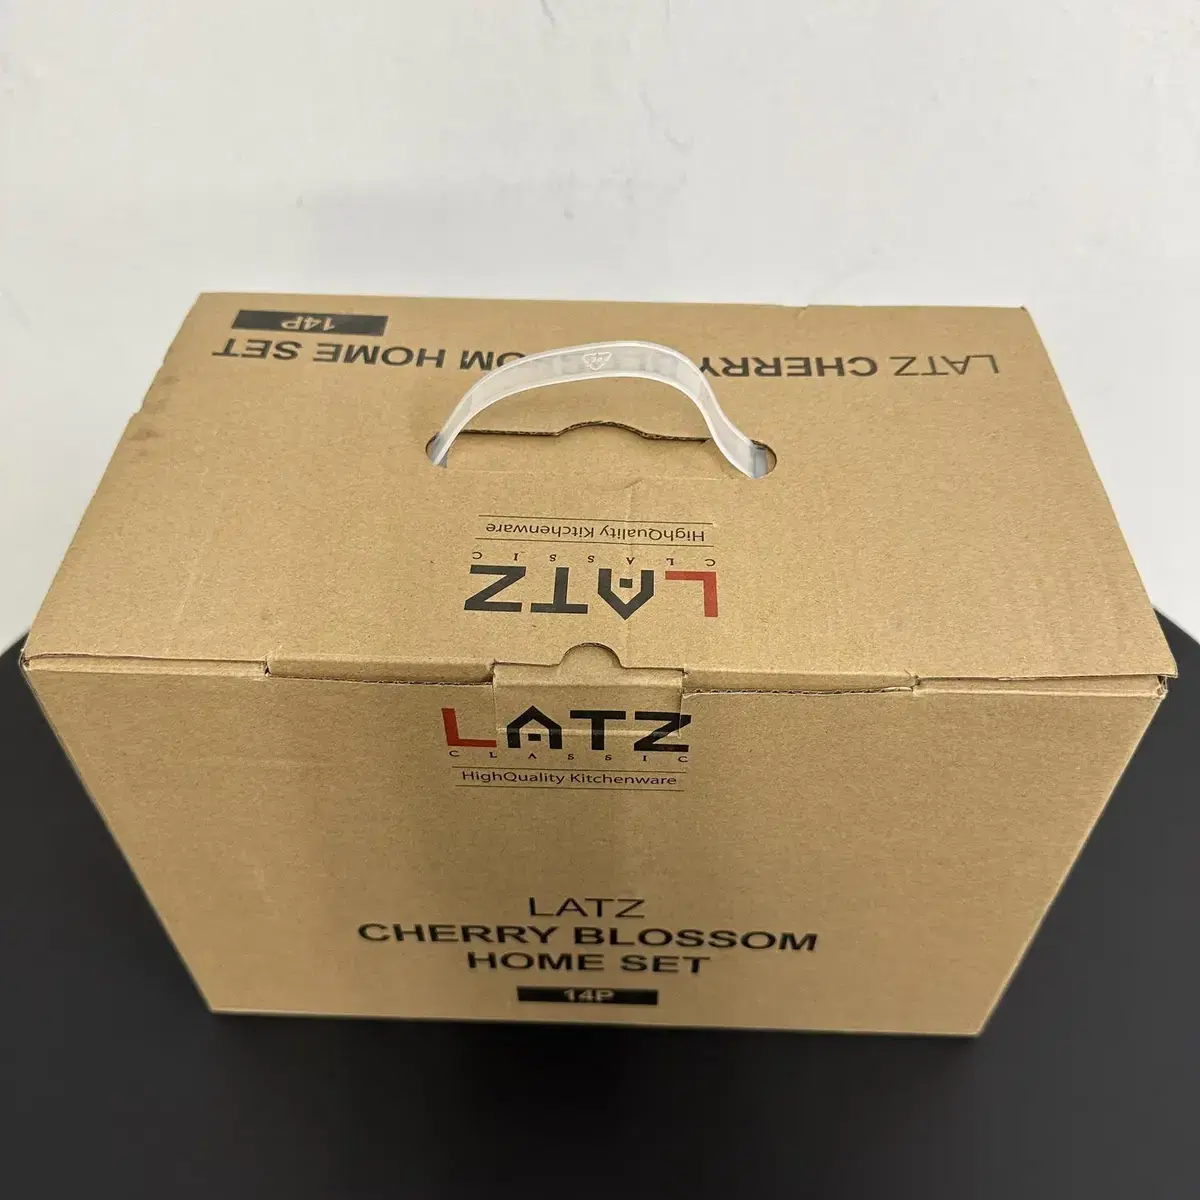 14P
LATZ CHERRY OM HOME SET
HighQuality Kitchenware
CLASSIC
LATZ
LATZ
CLASSIC
HighQuality Kitchenware
LATZ
CHERRY BLOSSOM
HOME SET
14P